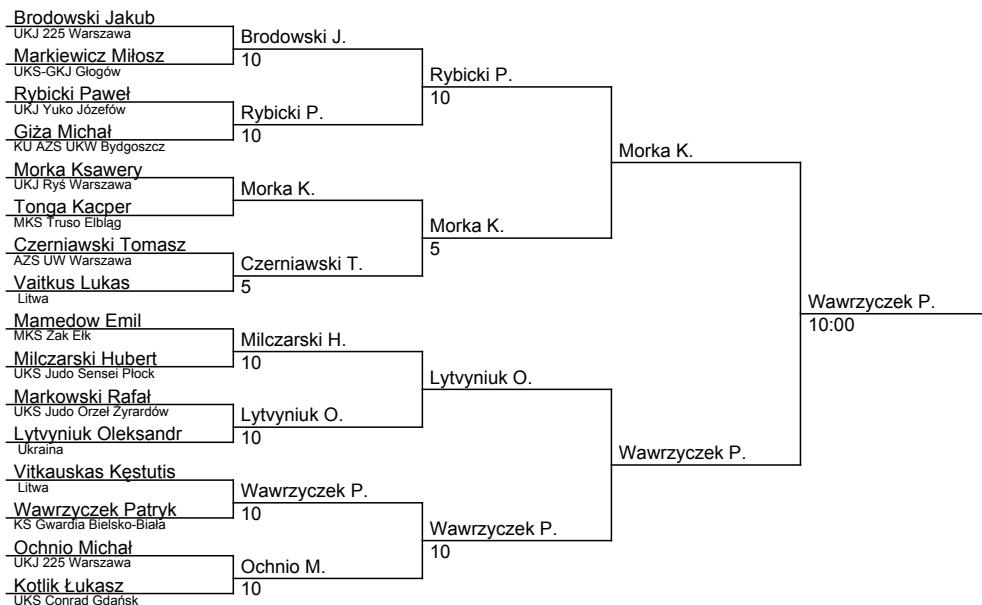 Brodowski Jakub
UKJ 225 Warszawa
Markiewicz Miłosz
UKS-GKJ Głogów
Rybicki Paweł
UKJ Yuko Józefów
Giża Michał
KU AZS UKW Bydgoszcz
Morka Ksawery
UKJ Ryś Warszawa
Tonga Kacper
MKS Truso Elbląg
Czerniawski Tomasz
AZS UW Warszawa
Vaitkus Lukas
Litwa
Mamedow Emil
MKS Żak Ełk
Milczarski Hubert
UKS Judo Sensei Płock
Markowski Rafał
UKS Judo Orzeł Żyrardów
Lytvyniuk Oleksandr
Ukraina
Vitkauskas Kęstutis
Litwa
Wawrzyczek Patryk
KS Gwardia Bielsko-Biała
Ochnio Michał
UKJ 225 Warszawa
Kotlik Łukasz
UKS Conrad Gdańsk
Brodowski J.
10
Rybicki P.
10
Morka K.
Czerniawski T.
5
Milczarski H.
10
Lytvyniuk O.
10
Wawrzyczek P.
10
Ochnio M.
10
Rybicki P.
10
Morka K.
5
Lytvyniuk O.
Wawrzyczek P.
10
Morka K.
Wawrzyczek P.
Wawrzyczek P.
10:00